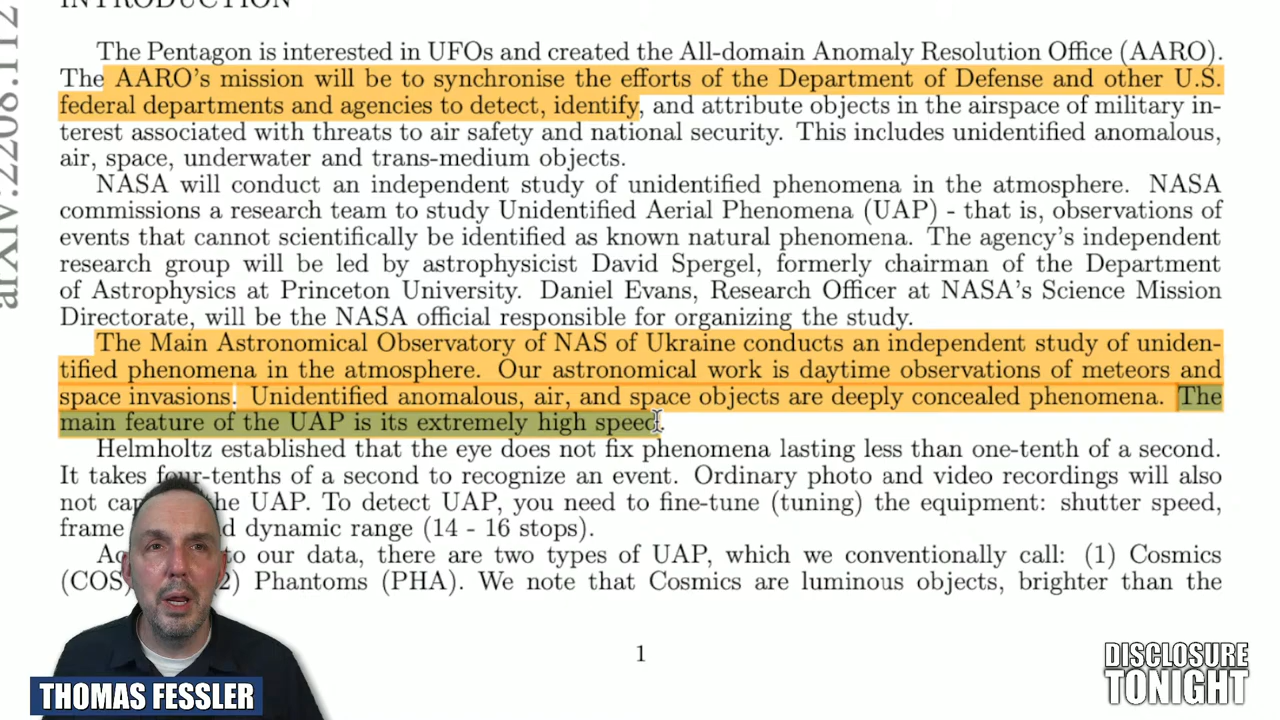 INTRODUCTION
The Pentagon is interested in UFOs and created the All-domain Anomaly Resolution Office (AARO).
The AARO's mission will be to synchronise the efforts of the Department of Defense and other U.S.
federal departments and agencies to detect, identify, and attribute objects in the airspace of military in-
terest associated with threats to air safety and national security. This includes unidentified anomalous,
air, space, underwater and trans-medium objects.
NASA will conduct an independent study of unidentified phenomena in the atmosphere. NASA
commissions a research team to study Unidentified Aerial Phenomena (UAP) - that is, observations of
events that cannot scientifically be identified as known natural phenomena. The agency's independent
research group will be led by astrophysicist David Spergel, formerly chairman of the Department
of Astrophysics at Princeton University. Daniel Evans, Research Officer at NASA's Science Mission
Directorate, will be the NASA official responsible for organizing the study.
The Main Astronomical Observatory of NAS of Ukraine conducts an independent study of uniden-
tified phenomena in the atmosphere. Our astronomical work is daytime observations of meteors and
space invasions. Unidentified anomalous, air, and space objects are deeply concealed phenomena. The
main feature of the UAP is its extremely high speed.
Helmholtz established that the eye does not fix phenomena lasting less than one-tenth of a second.
It takes four-tenths of a second to recognize an event. Ordinary photo and video recordings will also
not cap the UAP. To detect UAP, you need to fine-tune (tuning) the equipment: shutter speed,
frame d dynamic range (14 - 16 stops).
Ac to our data, there are two types of UAP, which we conventionally call: (1) Cosmics
(COS) 2) Phantoms (PHA). We note that Cosmics are luminous objects, brighter than the
1
arXiv:2208.112
THOMAS FESSLER
DISCLOSURE
TONIGHT